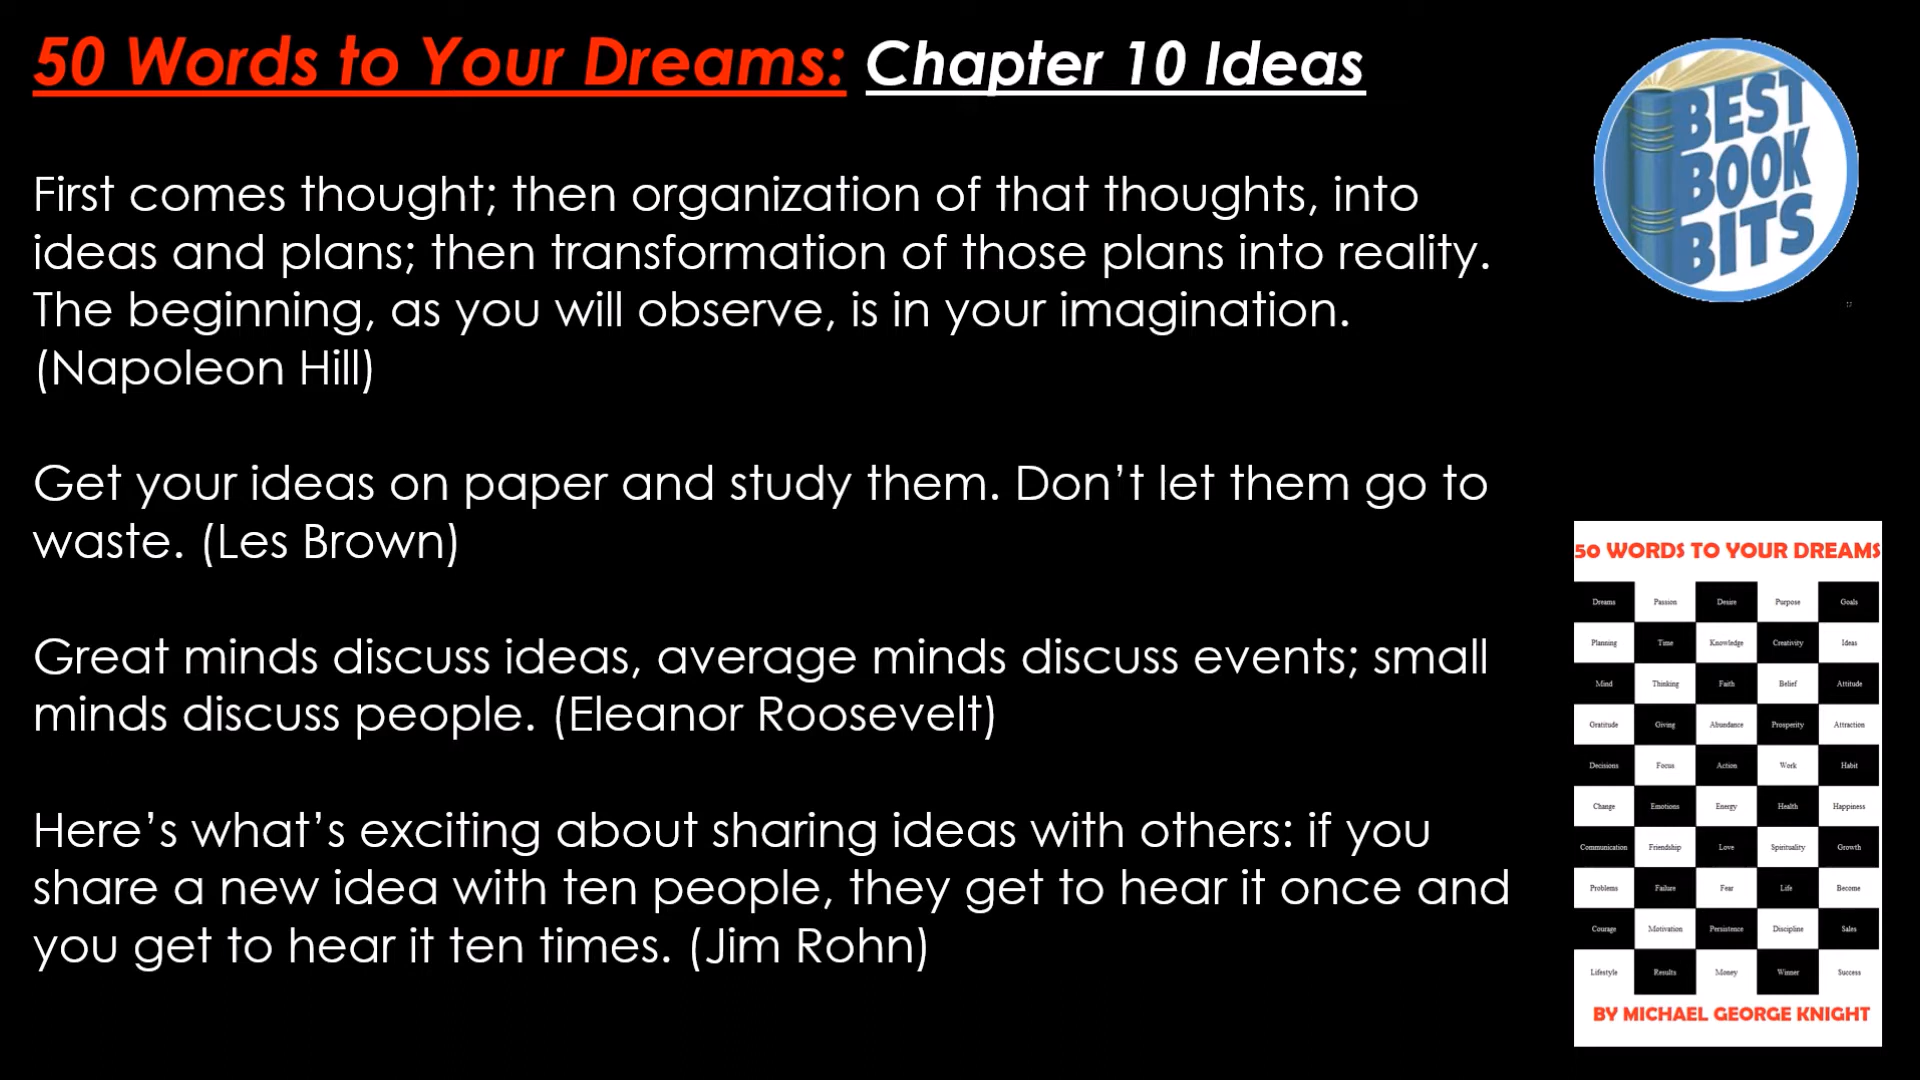 50 Words to Your Dreams: Chapter 10 Ideas
First comes thought; then organization of that thoughts, into
ideas and plans; then transformation of those plans into reality.
The beginning, as you will observe, is in your imagination.
(Napoleon Hill)
Get your ideas on paper and study them. Don’t let them go to
waste. (Les Brown)
Great minds discuss ideas, average minds discuss events; small
minds discuss people. (Eleanor Roosevelt)
Here’s what’s exciting about sharing ideas with others: if you
share a new idea with ten people, they get to hear it once and
you get to hear it ten times. (Jim Rohn)
BEST
BOOK
BITS
50 WORDS TO YOUR DREAMS
Dreams Passion Desire Purpose Goals
Planning Time Knowledge Creativity Ideas
Mind Thinking Faith Belief Attitude
Gratitude Giving Abundance Prosperity Attraction
Decisions Focus Action Work Habit
Change Emotions Energy Health Happiness
Communication Friendship Love Spirituality Growth
Problems Failure Fear Life Become
Courage Motivation Persistence Discipline Sales
Lifestyle Results Money Winner Success
BY MICHAEL GEORGE KNIGHT